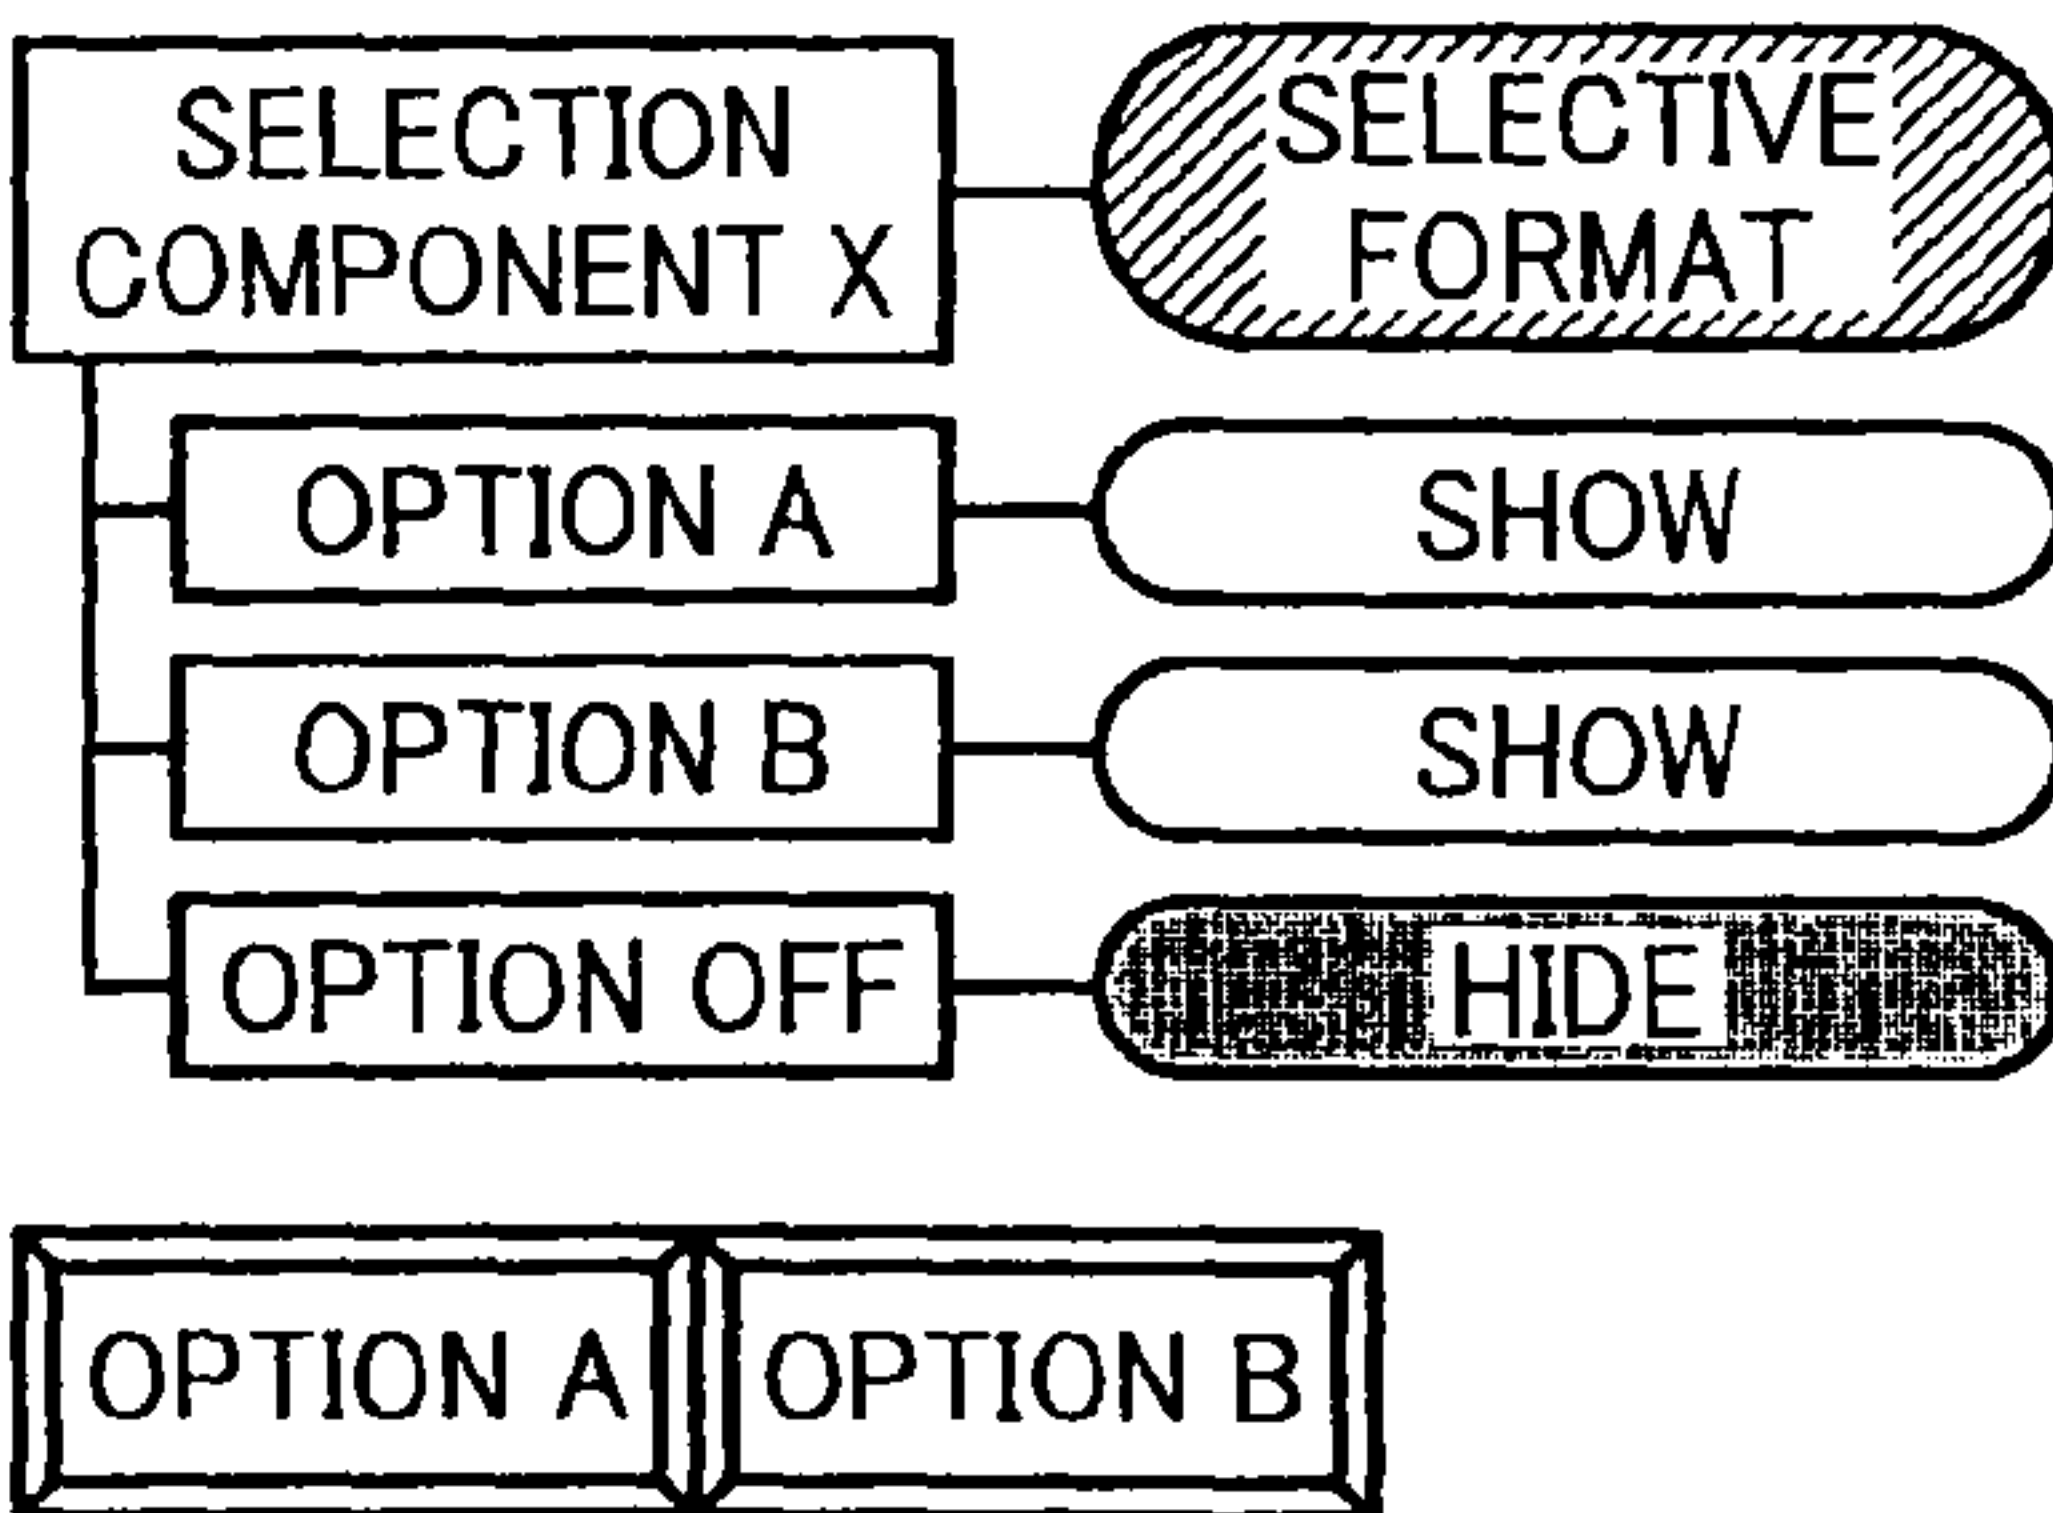 SELECTION
COMPONENT X
SELECTIVE
FORMAT
OPTION A
SHOW
OPTION B
SHOW
OPTION OFF
HIDE
OPTION A
OPTION B